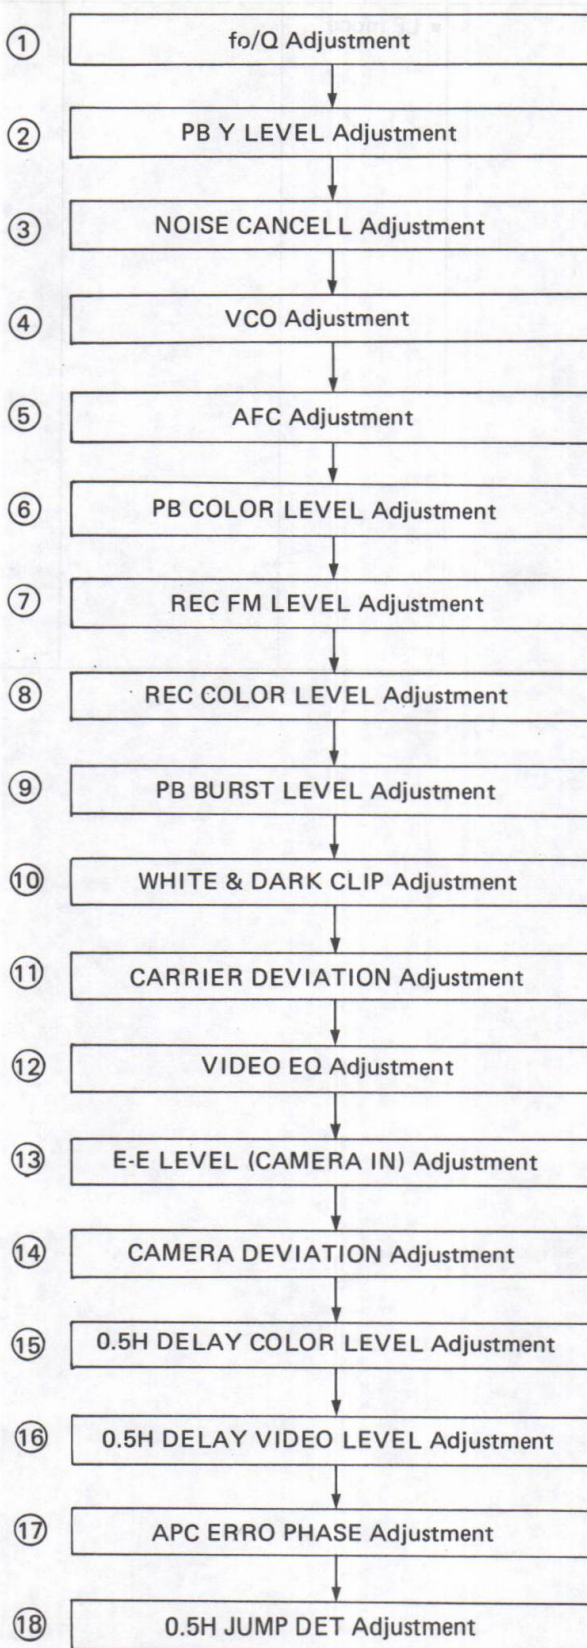 ① fo/Q Adjustment
② PB Y LEVEL Adjustment
③ NOISE CANCELL Adjustment
④ VCO Adjustment
⑤ AFC Adjustment
⑥ PB COLOR LEVEL Adjustment
⑦ REC FM LEVEL Adjustment
⑧ REC COLOR LEVEL Adjustment
⑨ PB BURST LEVEL Adjustment
⑩ WHITE & DARK CLIP Adjustment
⑪ CARRIER DEVIATION Adjustment
⑫ VIDEO EQ Adjustment
⑬ E-E LEVEL (CAMERA IN) Adjustment
⑭ CAMERA DEVIATION Adjustment
⑮ 0.5H DELAY COLOR LEVEL Adjustment
⑯ 0.5H DELAY VIDEO LEVEL Adjustment
⑰ APC ERRO PHASE Adjustment
⑱ 0.5H JUMP DET Adjustment